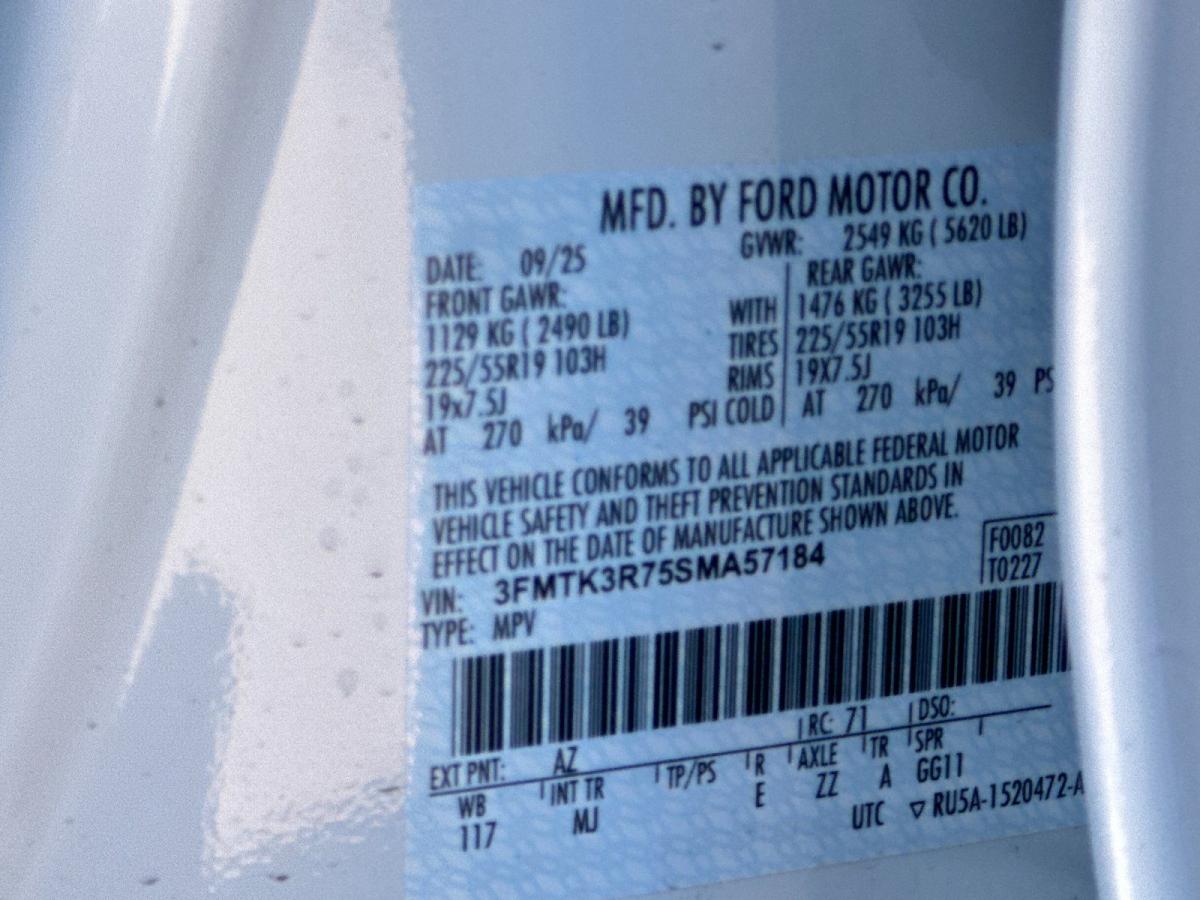 MFD. BY FORD MOTOR CO.
DATE: 09/25 GVWR: 2549 KG ( 5620 LB)
FRONT GAWR: REAR GAWR:
1129 KG ( 2490 LB) WITH 1476 KG ( 3255 LB)
225/55R19 103H TIRES 225/55R19 103H
19x7.5J RIMS 19X7.5J
AT 270 kPa/ 39 PSI COLD AT 270 kPa/ 39 PS
THIS VEHICLE CONFORMS TO ALL APPLICABLE FEDERAL MOTOR
VEHICLE SAFETY AND THEFT PREVENTION STANDARDS IN
EFFECT ON THE DATE OF MANUFACTURE SHOWN ABOVE.
VIN: 3FMTK3R75SMA57184 F0082
TYPE: MPV T0227
EXT PNT: AZ RC: 71 DSO:
WB INT TR TP/PS R AXLE TR SPR
117 MJ E ZZ A GG11
UTC ▽ RU5A-1520472-A